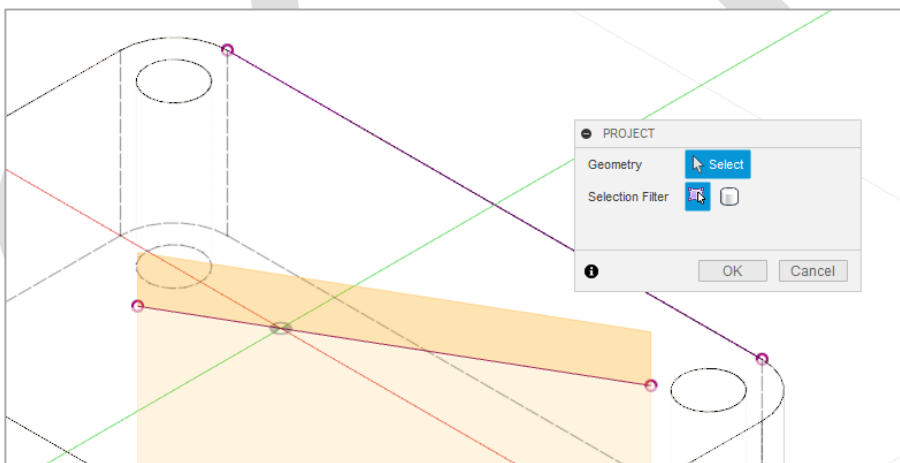 PROJECT
Geometry
Select
Selection Filter
OK
Cancel